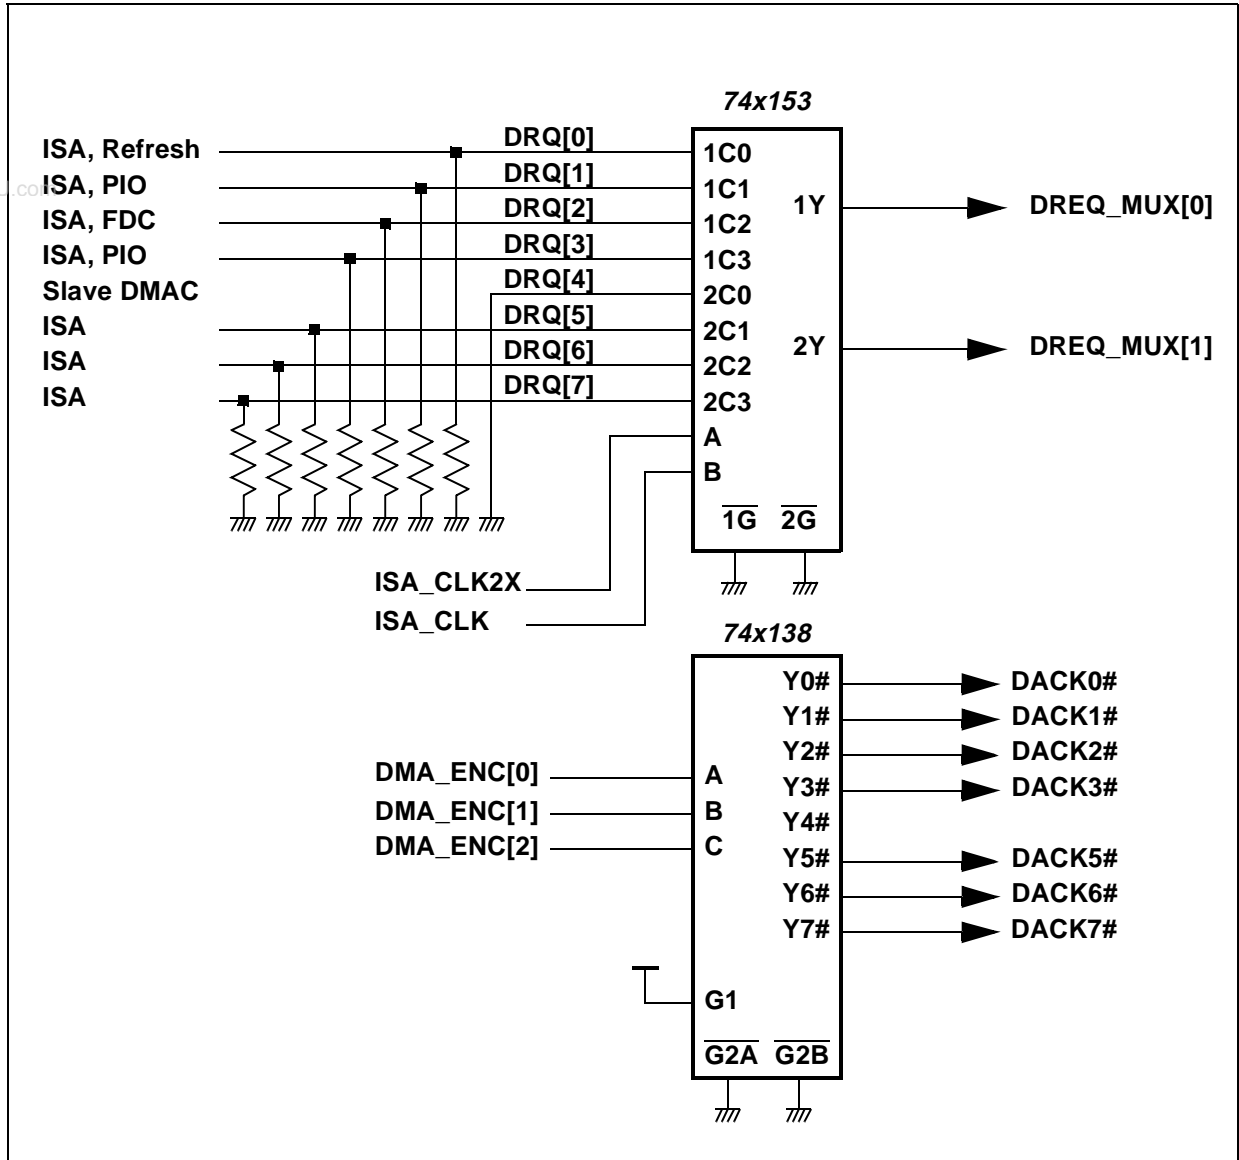 74x153
ISA, Refresh DRQ[0] 1C0
ISA, PIO DRQ[1] 1C1
1Y DREQ_MUX[0]
ISA, FDC DRQ[2] 1C2
ISA, PIO DRQ[3] 1C3
Slave DMAC DRQ[4] 2C0
ISA DRQ[5] 2C1
2Y DREQ_MUX[1]
ISA DRQ[6] 2C2
ISA DRQ[7] 2C3
A
B
1G 2G
ISA_CLK2X
ISA_CLK
74x138
Y0# DACK0#
Y1# DACK1#
Y2# DACK2#
DMA_ENC[0] A Y3# DACK3#
DMA_ENC[1] B Y4#
DMA_ENC[2] C Y5# DACK5#
Y6# DACK6#
Y7# DACK7#
G1
G2A G2B